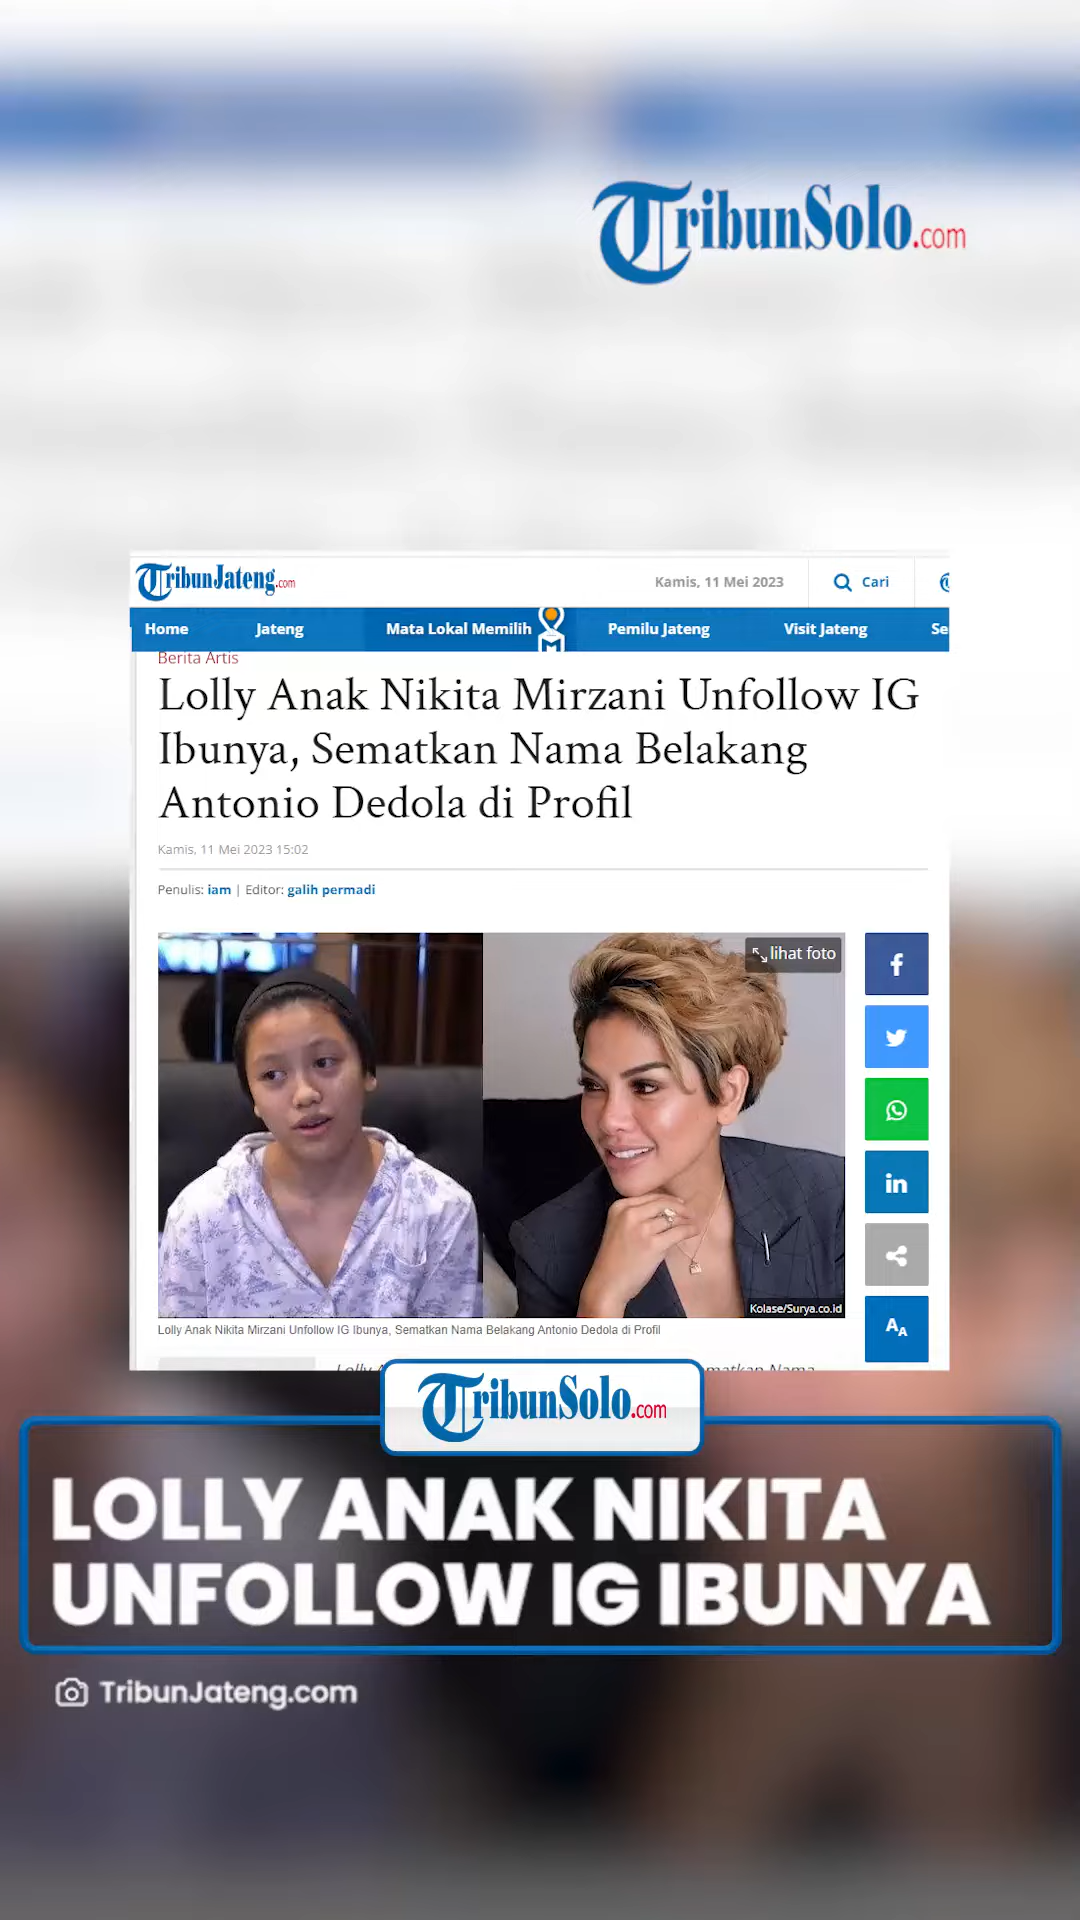 TribunSolo.com
TribunJateng.com
Kamis, 11 Mei 2023
Cari
Home
Jateng
Mata Lokal Memilih
Pemilu Jateng
Visit Jateng
Se
Berita Artis
Lolly Anak Nikita Mirzani Unfollow IG
Ibunya, Sematkan Nama Belakang
Antonio Dedola di Profil
Kamis, 11 Mei 2023 15:02
Penulis: iam | Editor: galih permadi
lihat foto
Kolase/Surya.co.id
Lolly Anak Nikita Mirzani Unfollow IG Ibunya, Sematkan Nama Belakang Antonio Dedola di Profil
AA
TribunSolo.com
LOLLY ANAK NIKITA
UNFOLLOW IG IBUNYA
TribunJateng.com